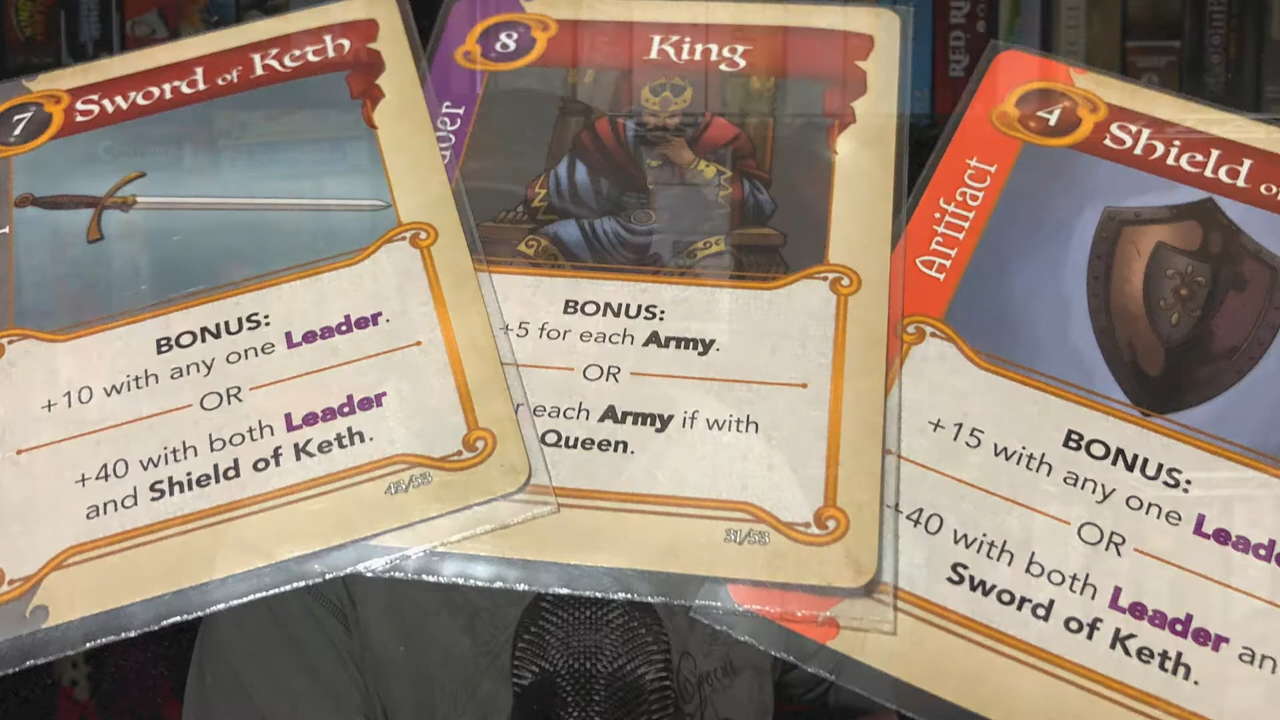 7
Sword of Keth
BONUS:
+10 with any one Leader.
OR
+40 with both Leader
and Shield of Keth.
43/53
8
King
BONUS:
+5 for each Army.
OR
each Army if with
Queen.
31/53
4
Shield
Artifact
BONUS:
+15 with any one
OR
+40 with both Leader
Sword of Keth.